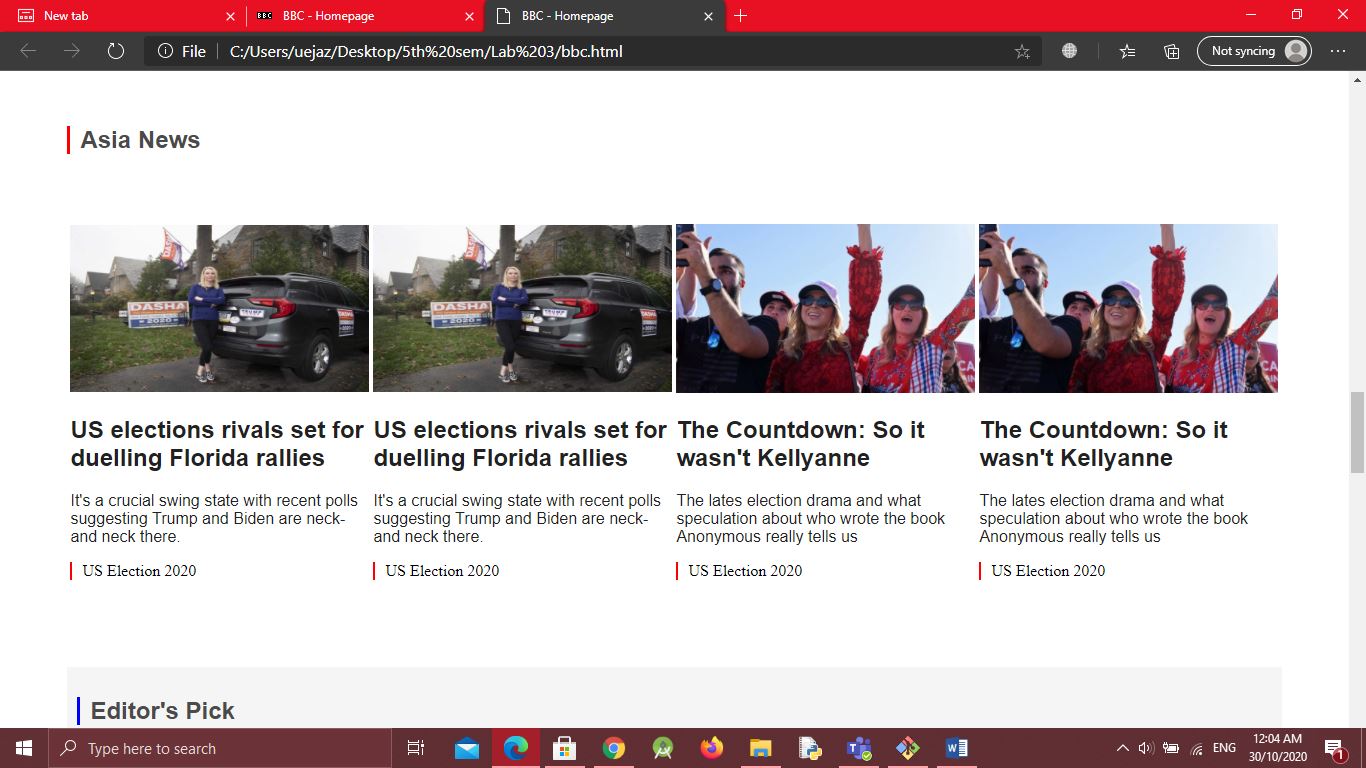 New tab
BBC BBC - Homepage
BBC - Homepage
File C:/Users/uejaz/Desktop/5th%20sem/Lab%203/bbc.html
Not syncing
Asia News
DASHA
2020
DASHA
2020
US elections rivals set for
duelling Florida rallies
It's a crucial swing state with recent polls
suggesting Trump and Biden are neck-
and neck there.
US Election 2020
US elections rivals set for
duelling Florida rallies
It's a crucial swing state with recent polls
suggesting Trump and Biden are neck-
and neck there.
US Election 2020
The Countdown: So it
wasn't Kellyanne
The lates election drama and what
speculation about who wrote the book
Anonymous really tells us
US Election 2020
The Countdown: So it
wasn't Kellyanne
The lates election drama and what
speculation about who wrote the book
Anonymous really tells us
US Election 2020
Editor's Pick
Type here to search
ENG
12:04 AM
30/10/2020
1